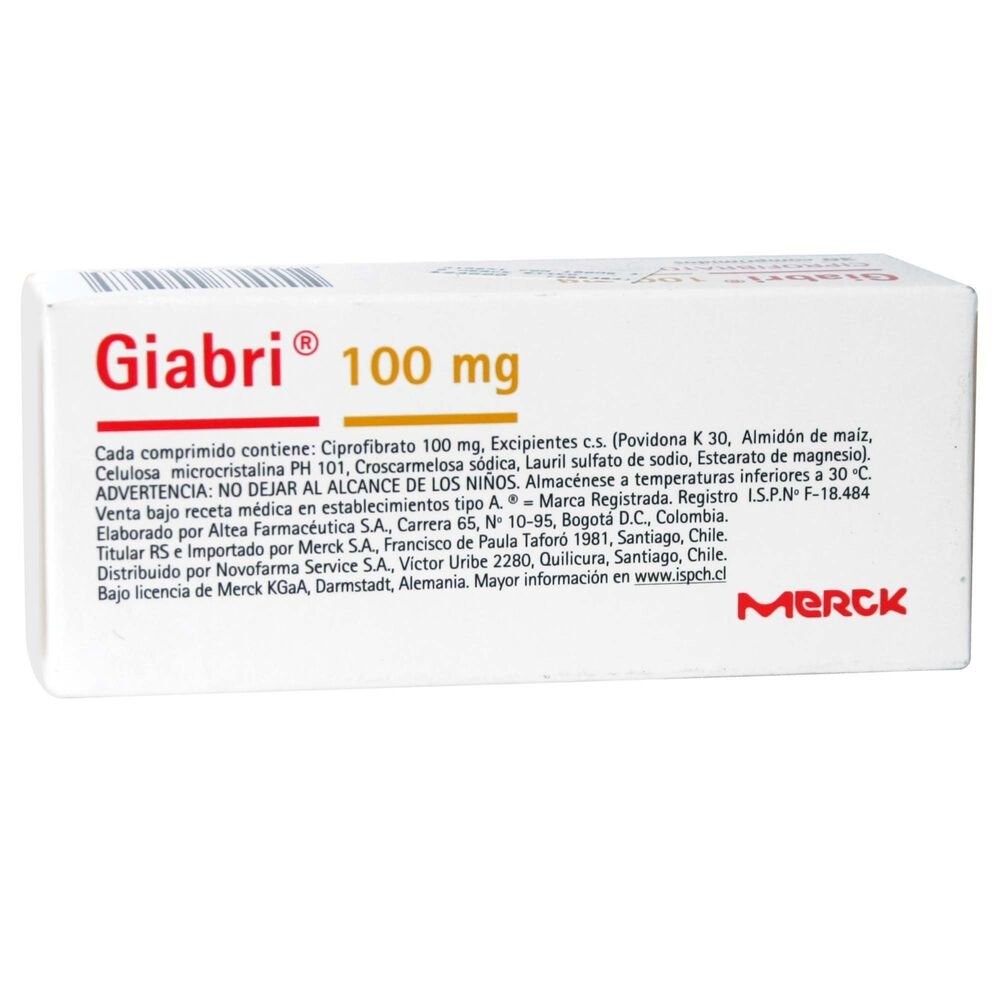 Giabri® 100 mg
CIPROFIBRATO
Giabri® 100 mg
Cada comprimido contiene: Ciprofibrato 100 mg, Excipientes c.s. (Povidona K 30, Almidón de maíz,
Celulosa microcristalina PH 101, Croscarmelosa sódica, Lauril sulfato de sodio, Estearato de magnesio).
ADVERTENCIA: NO DEJAR AL ALCANCE DE LOS NIÑOS. Almacénese a temperaturas inferiores a 30 ºC.
Venta bajo receta médica en establecimientos tipo A. ® = Marca Registrada. Registro I.S.P.Nº F-18.484
Elaborado por Altea Farmacéutica S.A., Carrera 65, Nº 10-95, Bogotá D.C., Colombia.
Titular RS e Importado por Merck S.A., Francisco de Paula Taforó 1981, Santiago, Chile.
Distribuido por Novofarma Service S.A., Víctor Uribe 2280, Quilicura, Santiago, Chile.
Bajo licencia de Merck KGaA, Darmstadt, Alemania. Mayor información en www.ispch.cl
MERCK